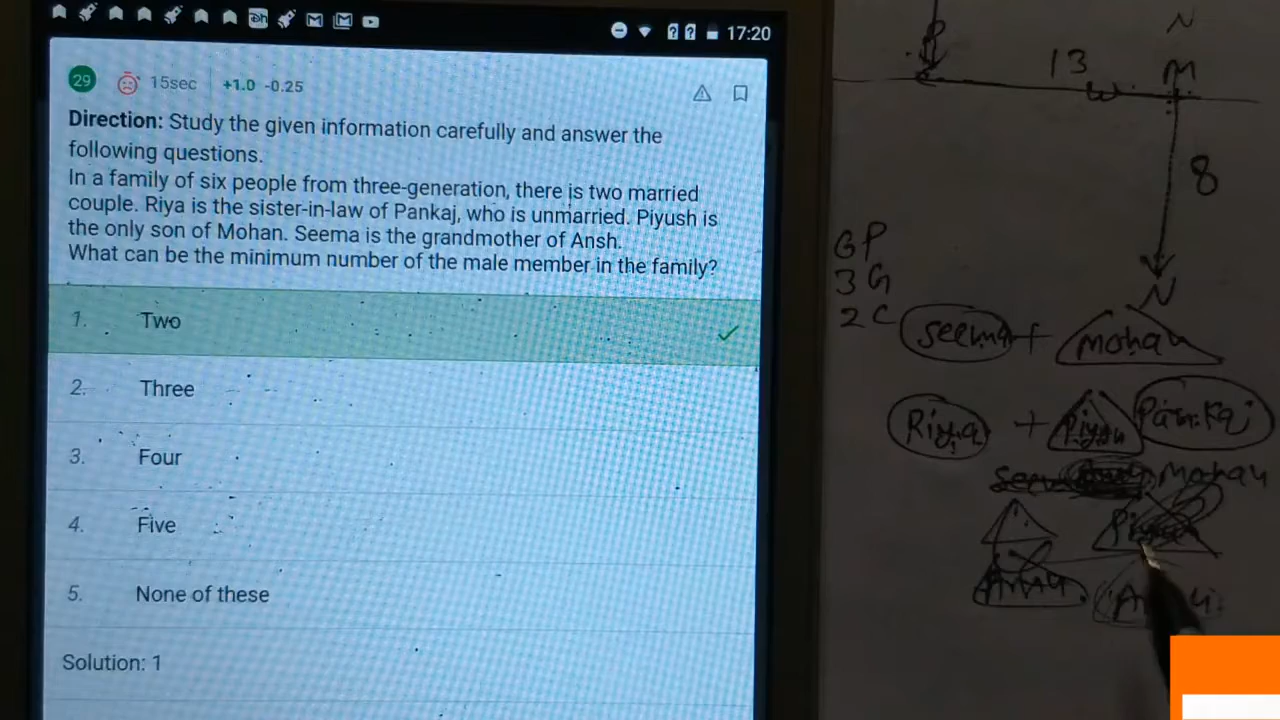 17:20
29 15sec +1.0 -0.25
Direction: Study the given information carefully and answer the
following questions.
In a family of six people from three-generation, there is two married
couple. Riya is the sister-in-law of Pankaj, who is unmarried. Piyush is
the only son of Mohan. Seema is the grandmother of Ansh.
What can be the minimum number of the male member in the family?
1. Two
2. Three
3. Four
4. Five
5. None of these
Solution: 1
P 13 W M N
8
N
GP
3G
2C
seema + mohan
Riya + Pankaj
Mohan